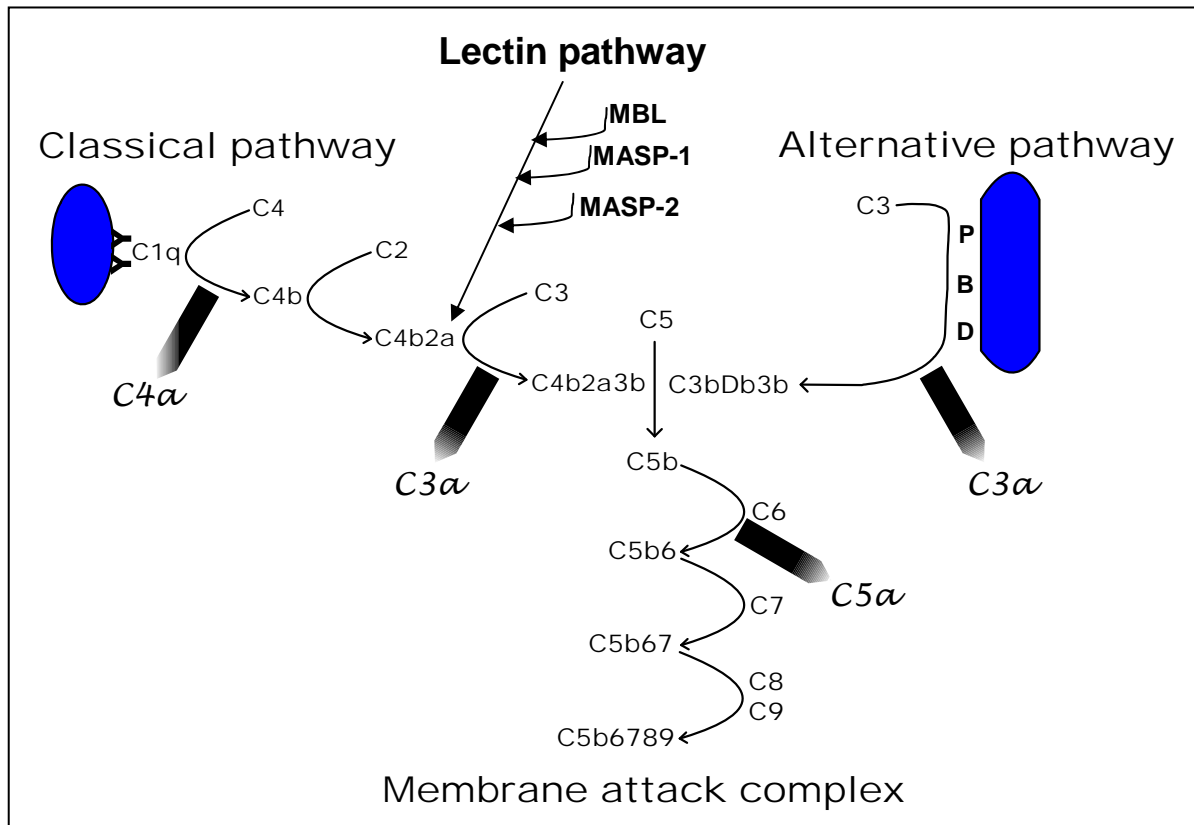 Lectin pathway
MBL
MASP-1
MASP-2
Classical pathway
Alternative pathway
C4
C1q
C2
C4b
C3
C4b2a
C4a
C4b2a3b
C3a
C5
C3
P
B
D
C3bDb3b
C3a
C5b
C6
C5b6
C5a
C7
C5b67
C8
C9
C5b6789
Membrane attack complex